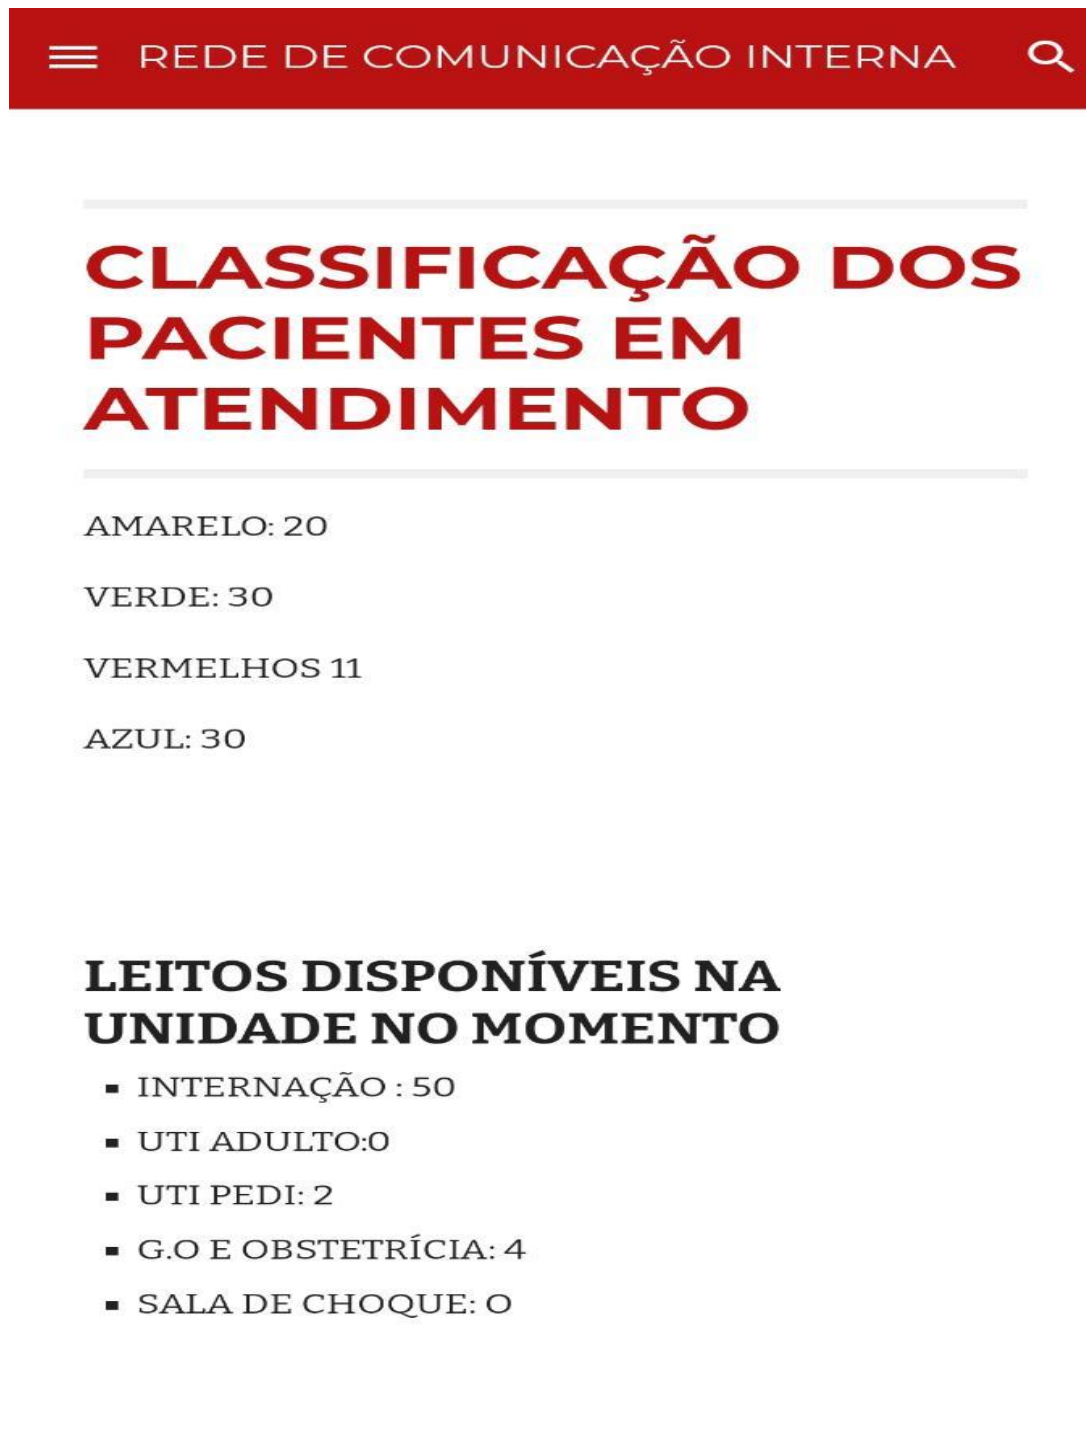 REDE DE COMUNICAÇÃO INTERNA
CLASSIFICAÇÃO DOS
PACIENTES EM
ATENDIMENTO
AMARELO: 20
VERDE: 30
VERMELHOS 11
AZUL: 30
LEITOS DISPONÍVEIS NA
UNIDADE NO MOMENTO
▪ INTERNAÇÃO : 50
▪ UTI ADULTO:0
▪ UTI PEDI: 2
▪ G.O E OBSTETRÍCIA: 4
▪ SALA DE CHOQUE: O